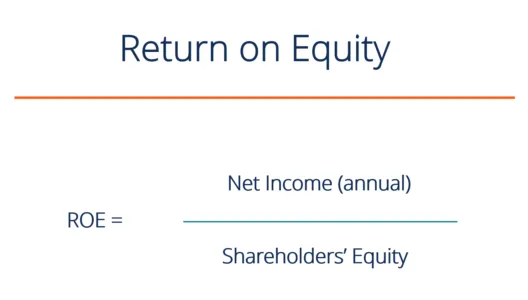 Return on Equity
Net Income (annual)
ROE =
Shareholders’ Equity